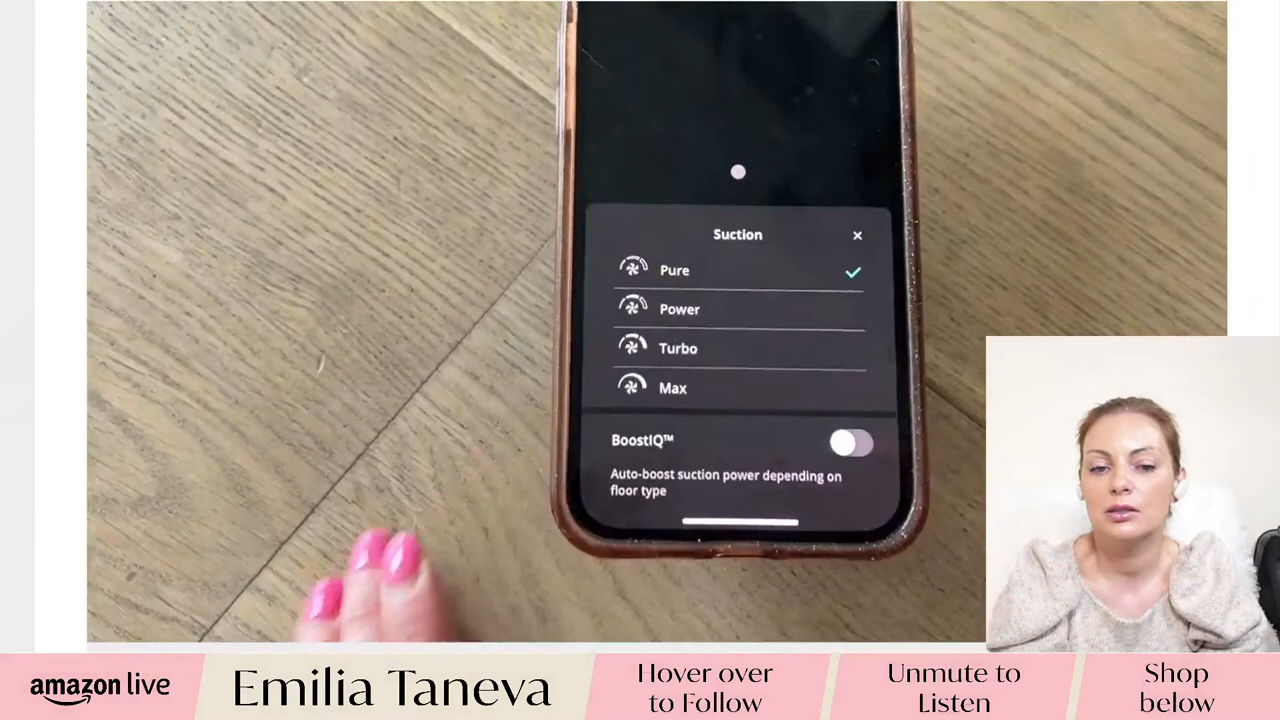 Suction
Pure
Power
Turbo
Max
BoostIQ™
Auto-boost suction power depending on
floor type
amazon live
Emilia Taneva
Hover over
to Follow
Unmute to
Listen
Shop
below